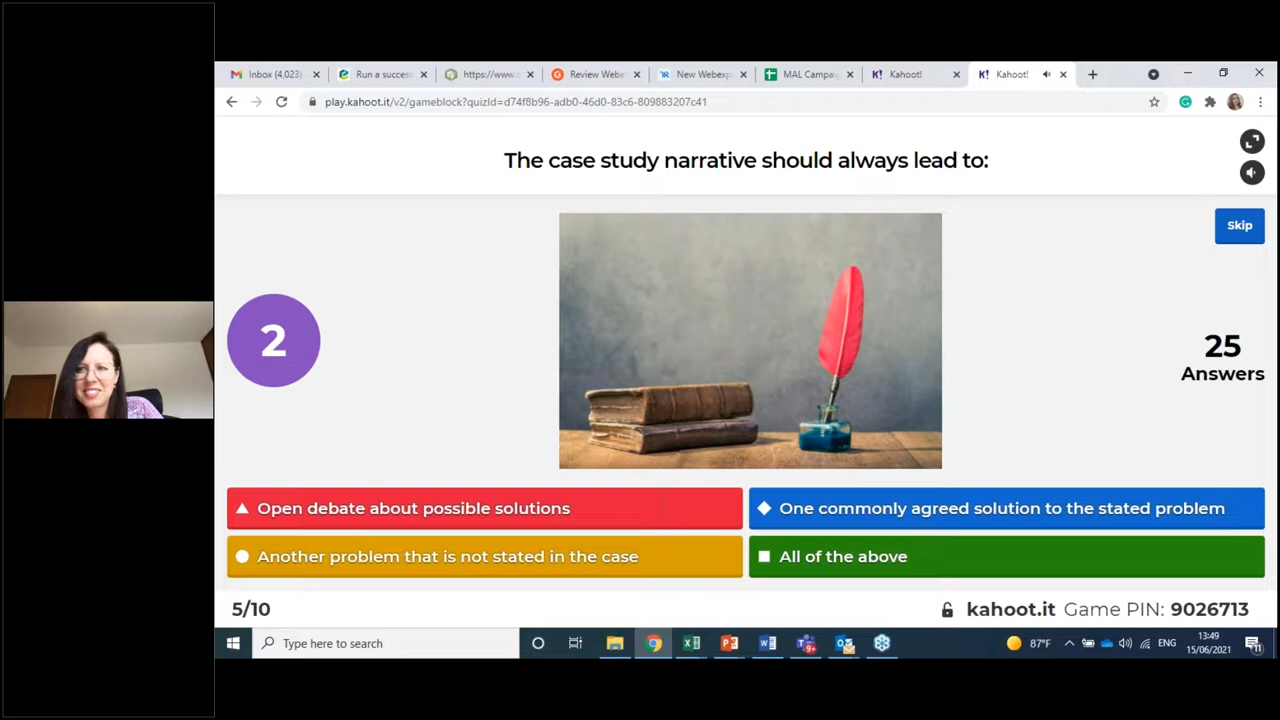 Inbox (4,023)
Run a succes
https://www.
Review Webe
New Webexp
MAL Campai
Kahoot!
Kahoot!
play.kahoot.it/v2/gameblock?quizId=d74f8b96-adb0-46d0-83c6-809883207c41
The case study narrative should always lead to:
Skip
2
25
Answers
Open debate about possible solutions
One commonly agreed solution to the stated problem
Another problem that is not stated in the case
All of the above
5/10
kahoot.it Game PIN: 9026713
Type here to search
87°F
ENG
13:49
15/06/2021
11